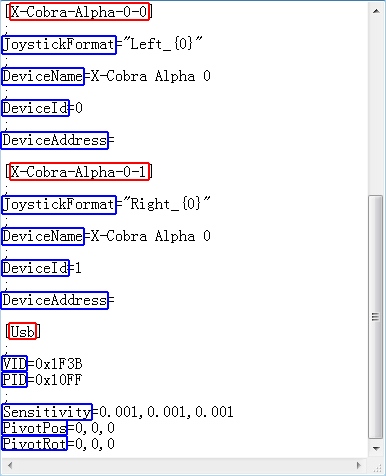 [X-Cobra-Alpha-0-0]
;
JoystickFormat="Left_{0}"
;
DeviceName=X-Cobra Alpha 0
;
DeviceId=0
;
DeviceAddress=
[X-Cobra-Alpha-0-1]
;
JoystickFormat="Right_{0}"
;
DeviceName=X-Cobra Alpha 0
;
DeviceId=1
;
DeviceAddress=
[Usb]
;
VID=0x1F3B
PID=0x10FF
;
Sensitivity=0.001,0.001,0.001
PivotPos=0,0,0
PivotRot=0,0,0